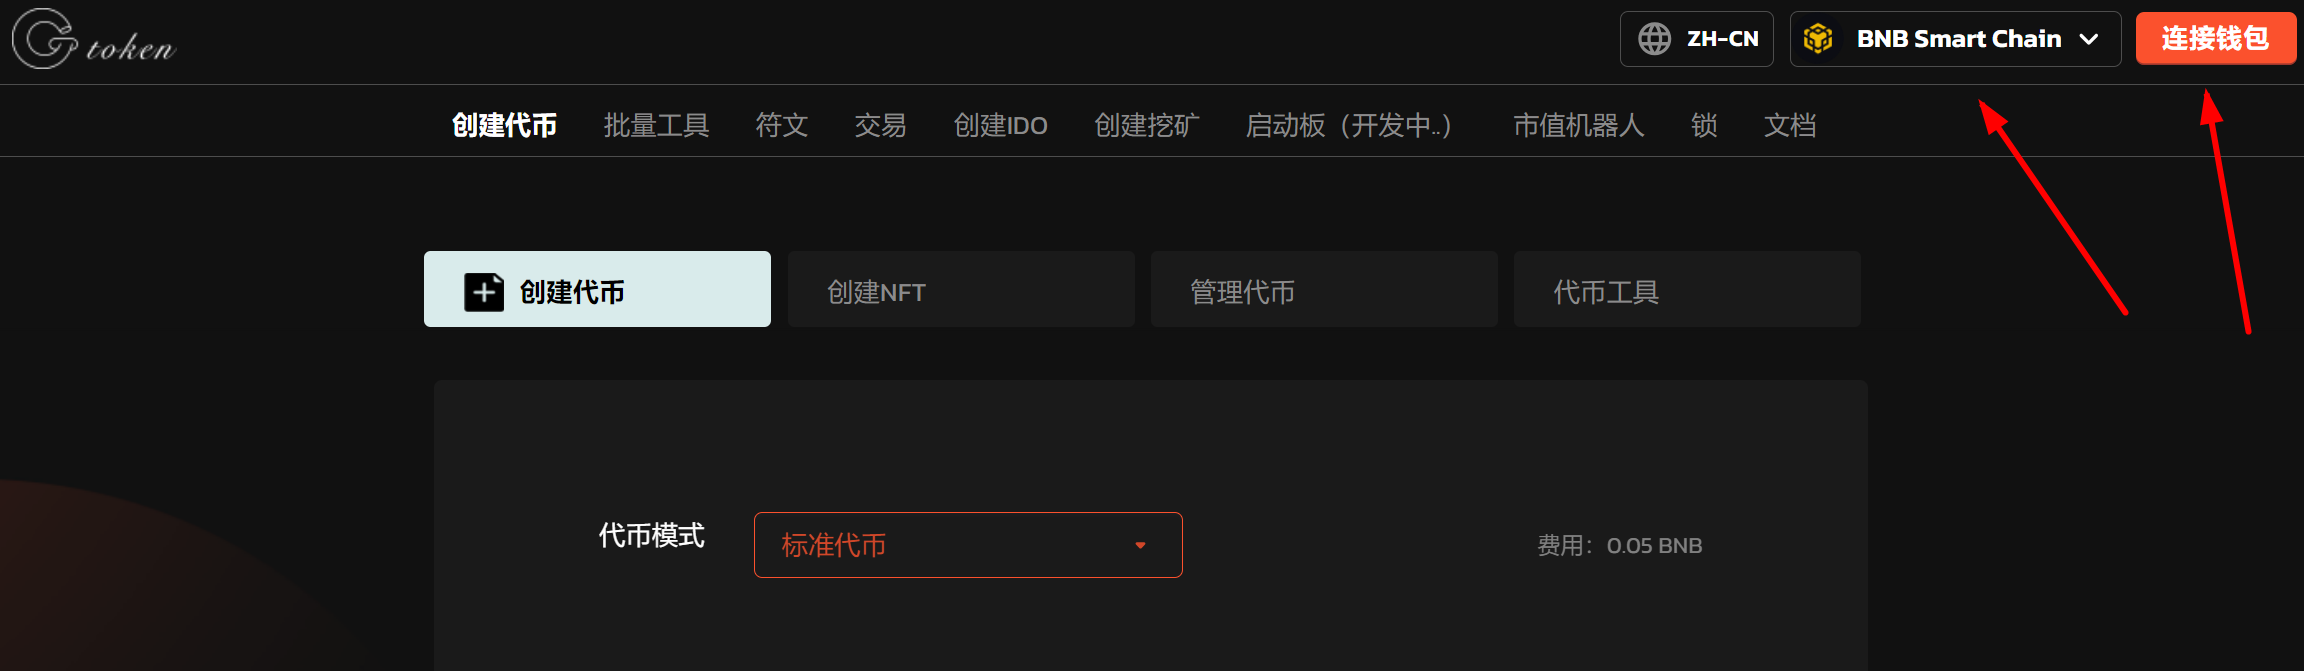 Gtoken ZH-CN BNB Smart Chain 连接钱包
创建代币 批量工具 符文 交易 创建IDO 创建挖矿 启动板（开发中..） 市值机器人 锁 文档
创建代币 创建NFT 管理代币 代币工具
代币模式 标准代币 费用：0.05 BNB